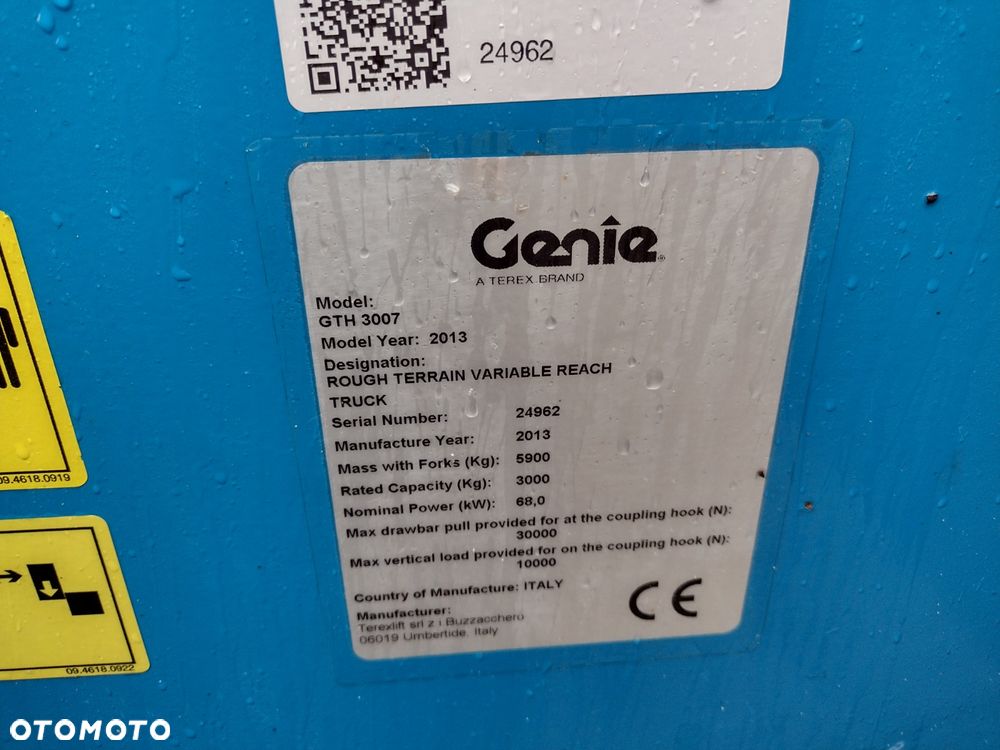 24962
Genie
A TEREX BRAND
Model:
GTH 3007
Model Year: 2013
Designation:
ROUGH TERRAIN VARIABLE REACH
TRUCK
Serial Number: 24962
Manufacture Year: 2013
Mass with Forks (Kg): 5900
Rated Capacity (Kg): 3000
Nominal Power (kW): 68,0
Max drawbar pull provided for at the coupling hook (N):
30000
Max vertical load provided for on the coupling hook (N):
10000
Country of Manufacture: ITALY
Manufacturer:
Terexlift srl z i Buzzacchero
06019 Umbertide, Italy
CE
09.4618.0919
09.4618.0922
OTOMOTO